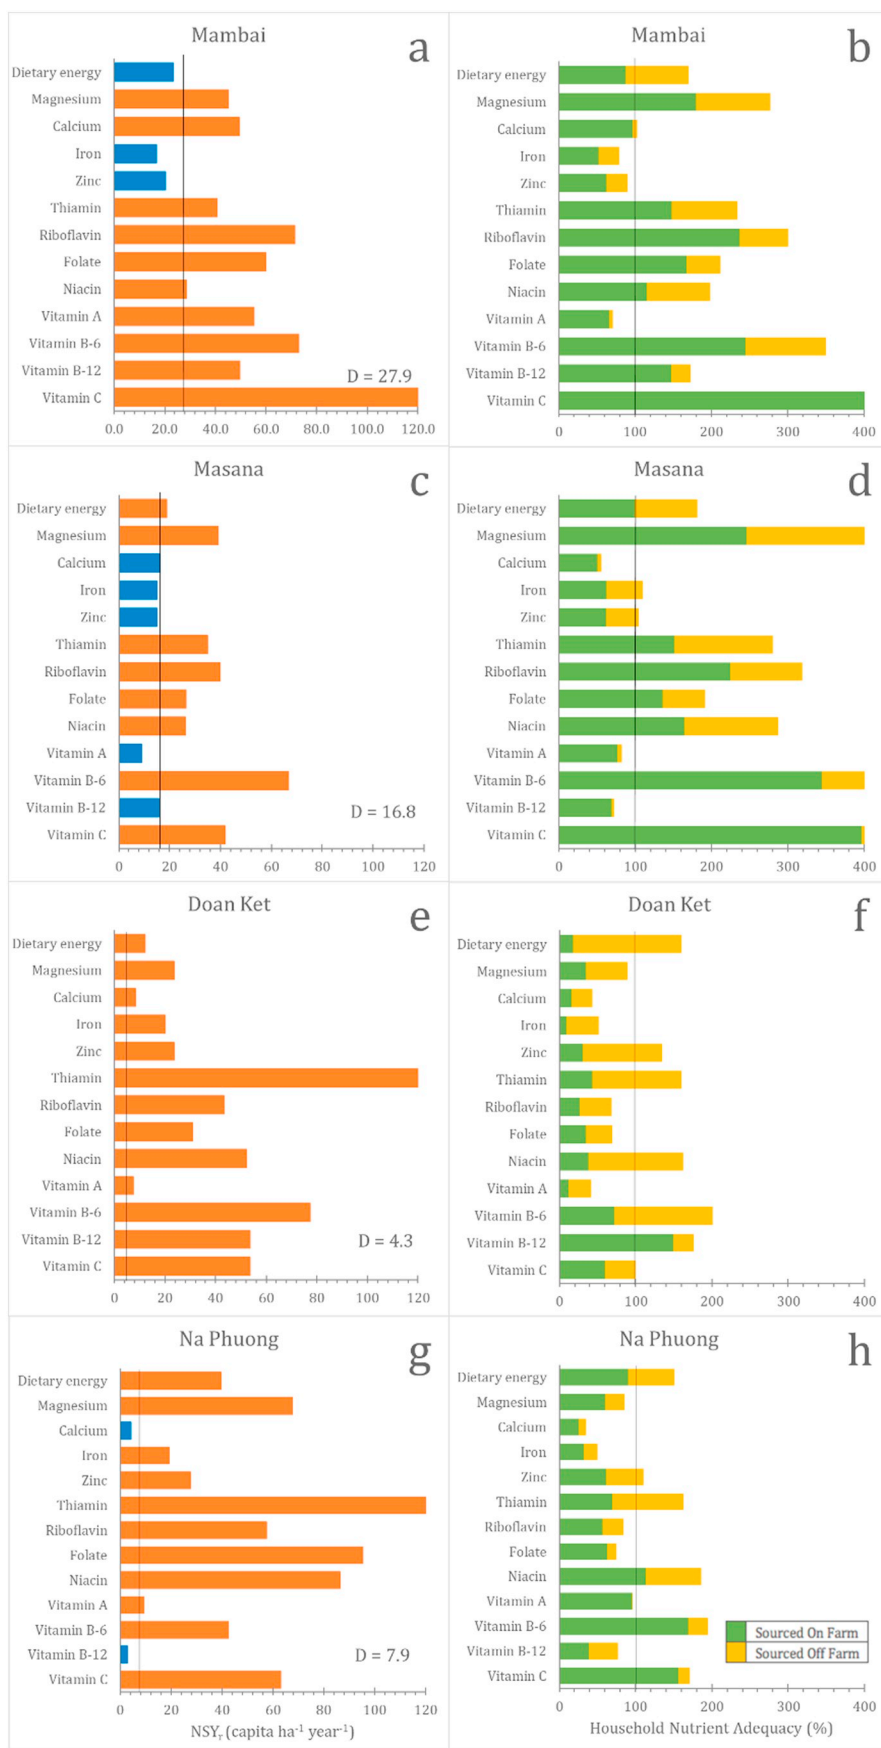 Mambai
a
Dietary energy
Magnesium
Calcium
Iron
Zinc
Thiamin
Riboflavin
Folate
Niacin
Vitamin A
Vitamin B-6
Vitamin B-12
Vitamin C
D = 27.9
0.0 20.0 40.0 60.0 80.0 100.0 120.0
Mambai
b
Dietary energy
Magnesium
Calcium
Iron
Zinc
Thiamin
Riboflavin
Folate
Niacin
Vitamin A
Vitamin B-6
Vitamin B-12
Vitamin C
0 100 200 300 400
Masana
c
Dietary energy
Magnesium
Calcium
Iron
Zinc
Thiamin
Riboflavin
Folate
Niacin
Vitamin A
Vitamin B-6
Vitamin B-12
Vitamin C
D = 16.8
0 20 40 60 80 100 120
Masana
d
Dietary energy
Magnesium
Calcium
Iron
Zinc
Thiamin
Riboflavin
Folate
Niacin
Vitamin A
Vitamin B-6
Vitamin B-12
Vitamin C
0 100 200 300 400
Doan Ket
e
Dietary energy
Magnesium
Calcium
Iron
Zinc
Thiamin
Riboflavin
Folate
Niacin
Vitamin A
Vitamin B-6
Vitamin B-12
Vitamin C
D = 4.3
0 20 40 60 80 100 120
Doan Ket
f
Dietary energy
Magnesium
Calcium
Iron
Zinc
Thiamin
Riboflavin
Folate
Niacin
Vitamin A
Vitamin B-6
Vitamin B-12
Vitamin C
0 100 200 300 400
Na Phuong
g
Dietary energy
Magnesium
Calcium
Iron
Zinc
Thiamin
Riboflavin
Folate
Niacin
Vitamin A
Vitamin B-6
Vitamin B-12
Vitamin C
D = 7.9
0 20 40 60 80 100 120
NSY_T (capita ha⁻¹ year⁻¹)
Na Phuong
h
Dietary energy
Magnesium
Calcium
Iron
Zinc
Thiamin
Riboflavin
Folate
Niacin
Vitamin A
Vitamin B-6
Vitamin B-12
Vitamin C
Sourced On Farm
Sourced Off Farm
0 100 200 300 400
Household Nutrient Adequacy (%)